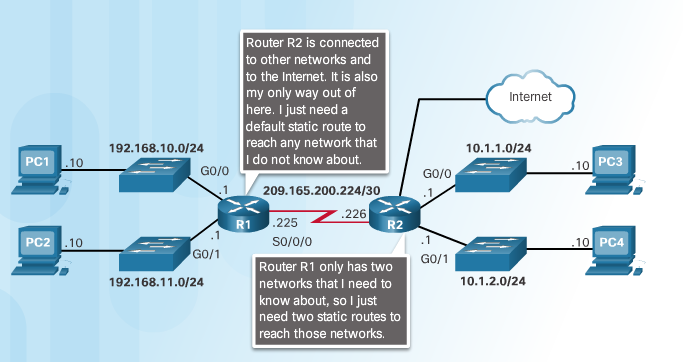 Router R2 is connected
to other networks and
to the Internet. It is also
my only way out of
here. I just need a
default static route to
reach any network that
I do not know about.
Internet
PC1
.10
192.168.10.0/24
G0/0
.1
209.165.200.224/30
10.1.1.0/24
G0/0
.1
.10
PC3
R1
.225
S0/0/0
.226
R2
PC2
.10
.1
G0/1
192.168.11.0/24
.1
G0/1
10.1.2.0/24
.10
PC4
Router R1 only has two
networks that I need to
know about, so I just
need two static routes to
reach those networks.